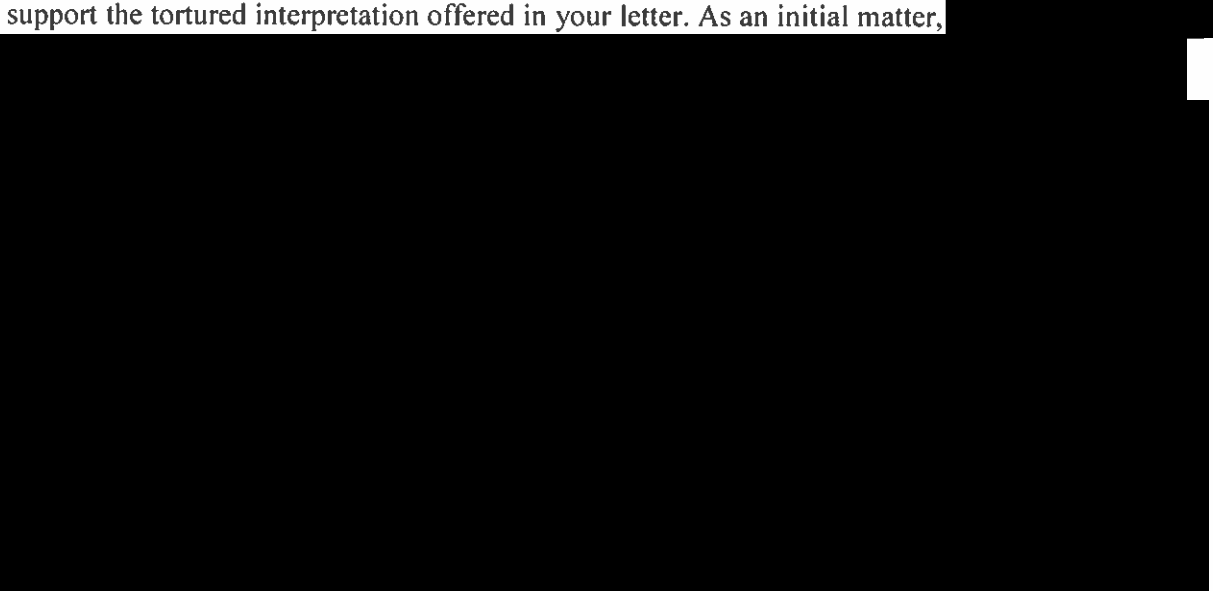 support the tortured interpretation offered in your letter. As an initial matter,